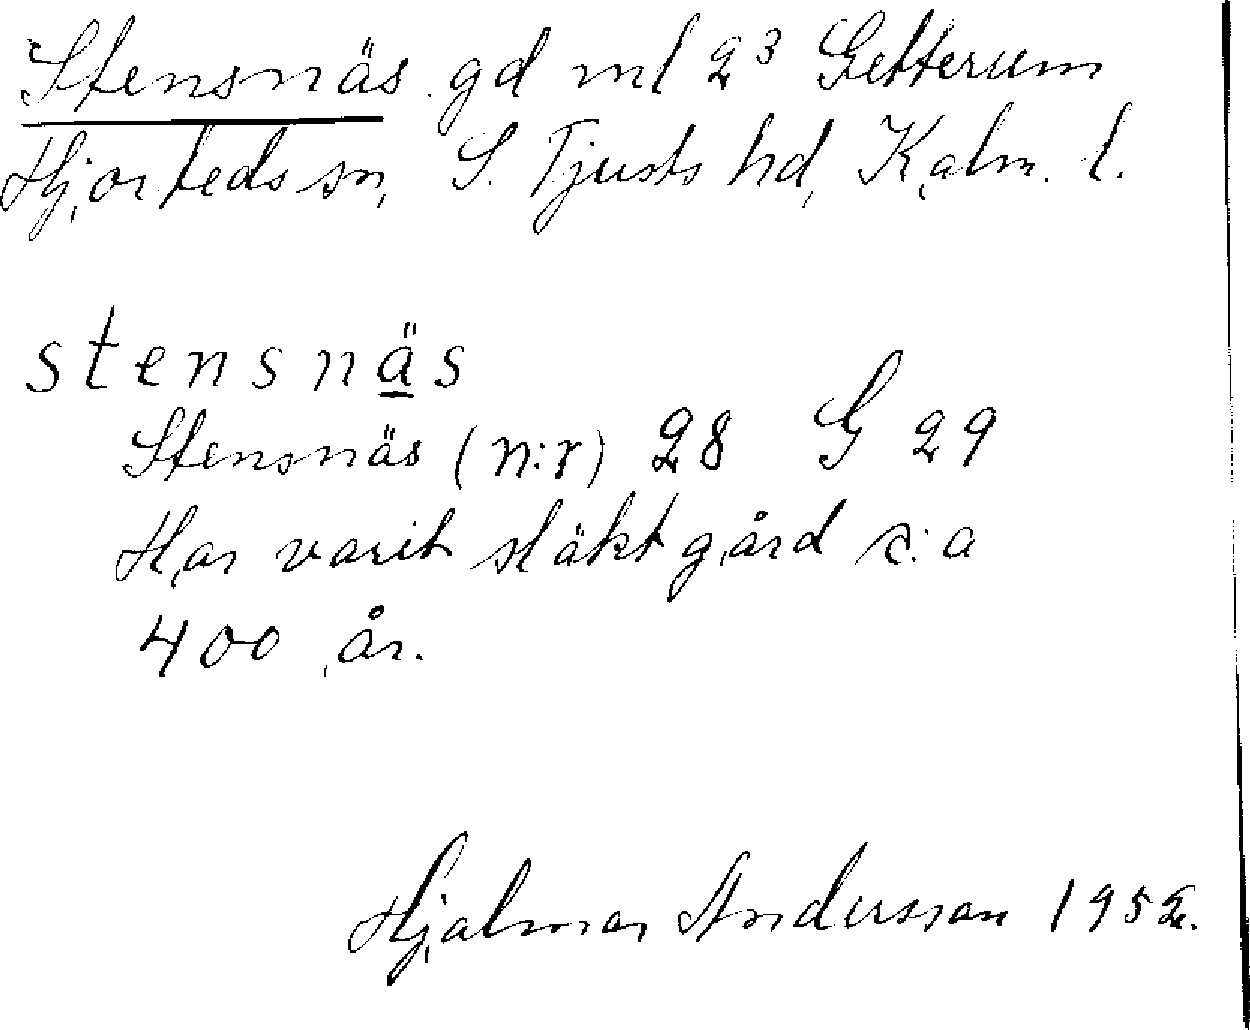 Stensnäs gd ml 2³ Getterum
Hjorteds sn, S. Tjusts hd, Kalm. l.
stensnäs
Stensnäs (n:r) 28 G 29
Har varit släktgård c:a
400 år.
Hjalmar Andersson 1952.